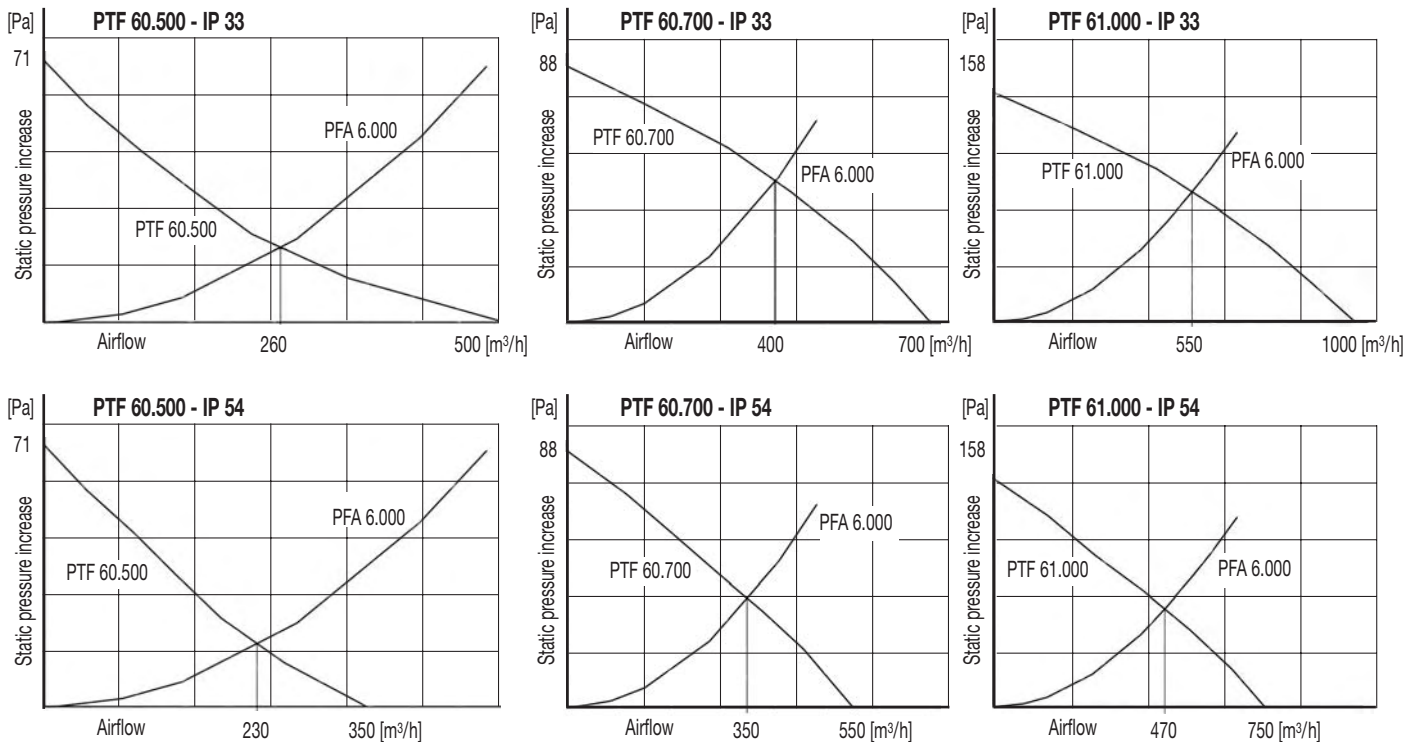 [Pa] PTF 60.500 - IP 33
71
Static pressure increase
PFA 6.000
PTF 60.500
Airflow 260 500 [m³/h]
[Pa] PTF 60.700 - IP 33
88
Static pressure increase
PTF 60.700
PFA 6.000
Airflow 400 700 [m³/h]
[Pa] PTF 61.000 - IP 33
158
Static pressure increase
PFA 6.000
PTF 61.000
Airflow 550 1000 [m³/h]
[Pa] PTF 60.500 - IP 54
71
Static pressure increase
PFA 6.000
PTF 60.500
Airflow 230 350 [m³/h]
[Pa] PTF 60.700 - IP 54
88
Static pressure increase
PFA 6.000
PTF 60.700
Airflow 350 550 [m³/h]
[Pa] PTF 61.000 - IP 54
158
Static pressure increase
PTF 61.000
PFA 6.000
Airflow 470 750 [m³/h]